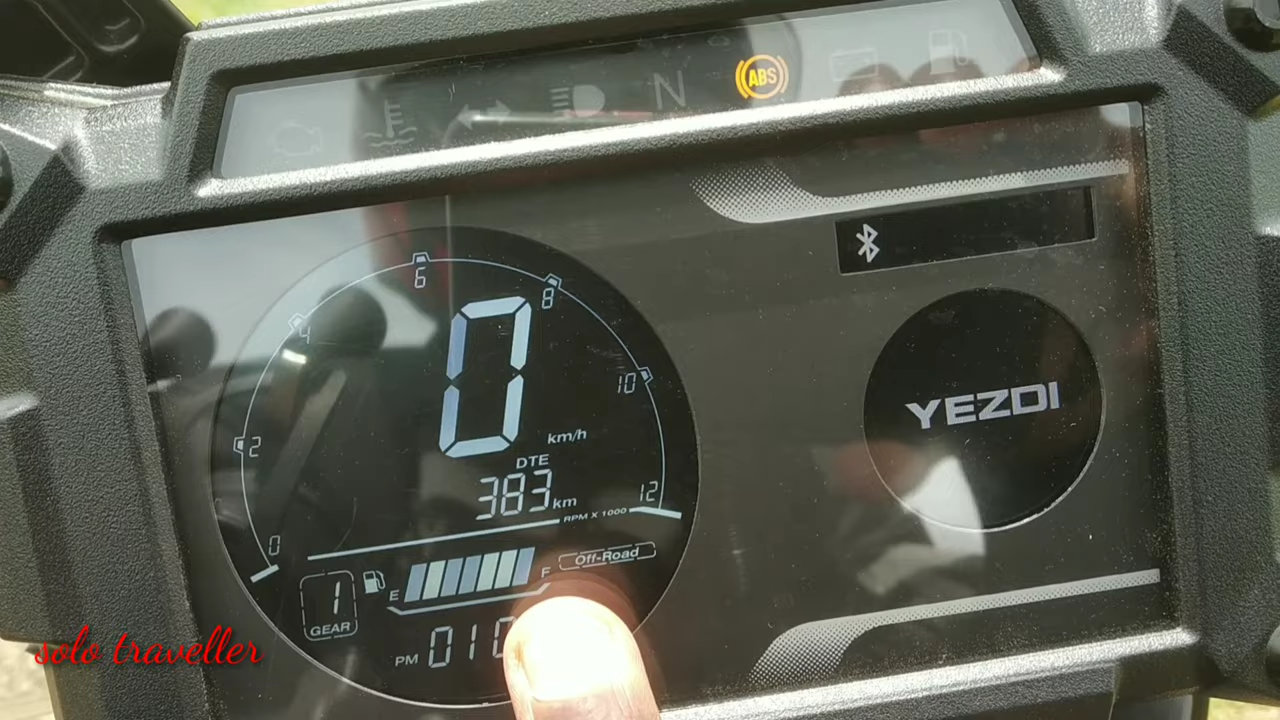 N
ABS
6
8
4
0
10
YEZDI
2
km/h
DTE
383 km
12
RPM X 1000
0
Off-Road
1
E
F
GEAR
PM 010
solo traveller